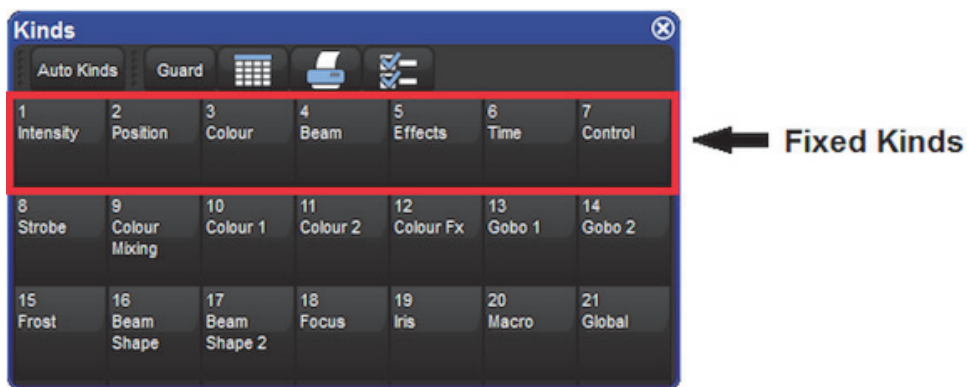 Kinds
Auto Kinds Guard
1 2 3 4 5 6 7
Intensity Position Colour Beam Effects Time Control
Fixed Kinds
8 9 10 11 12 13 14
Strobe Colour Colour 1 Colour 2 Colour Fx Gobo 1 Gobo 2
Mixing
15 16 17 18 19 20 21
Frost Beam Beam Focus Iris Macro Global
Shape Shape 2